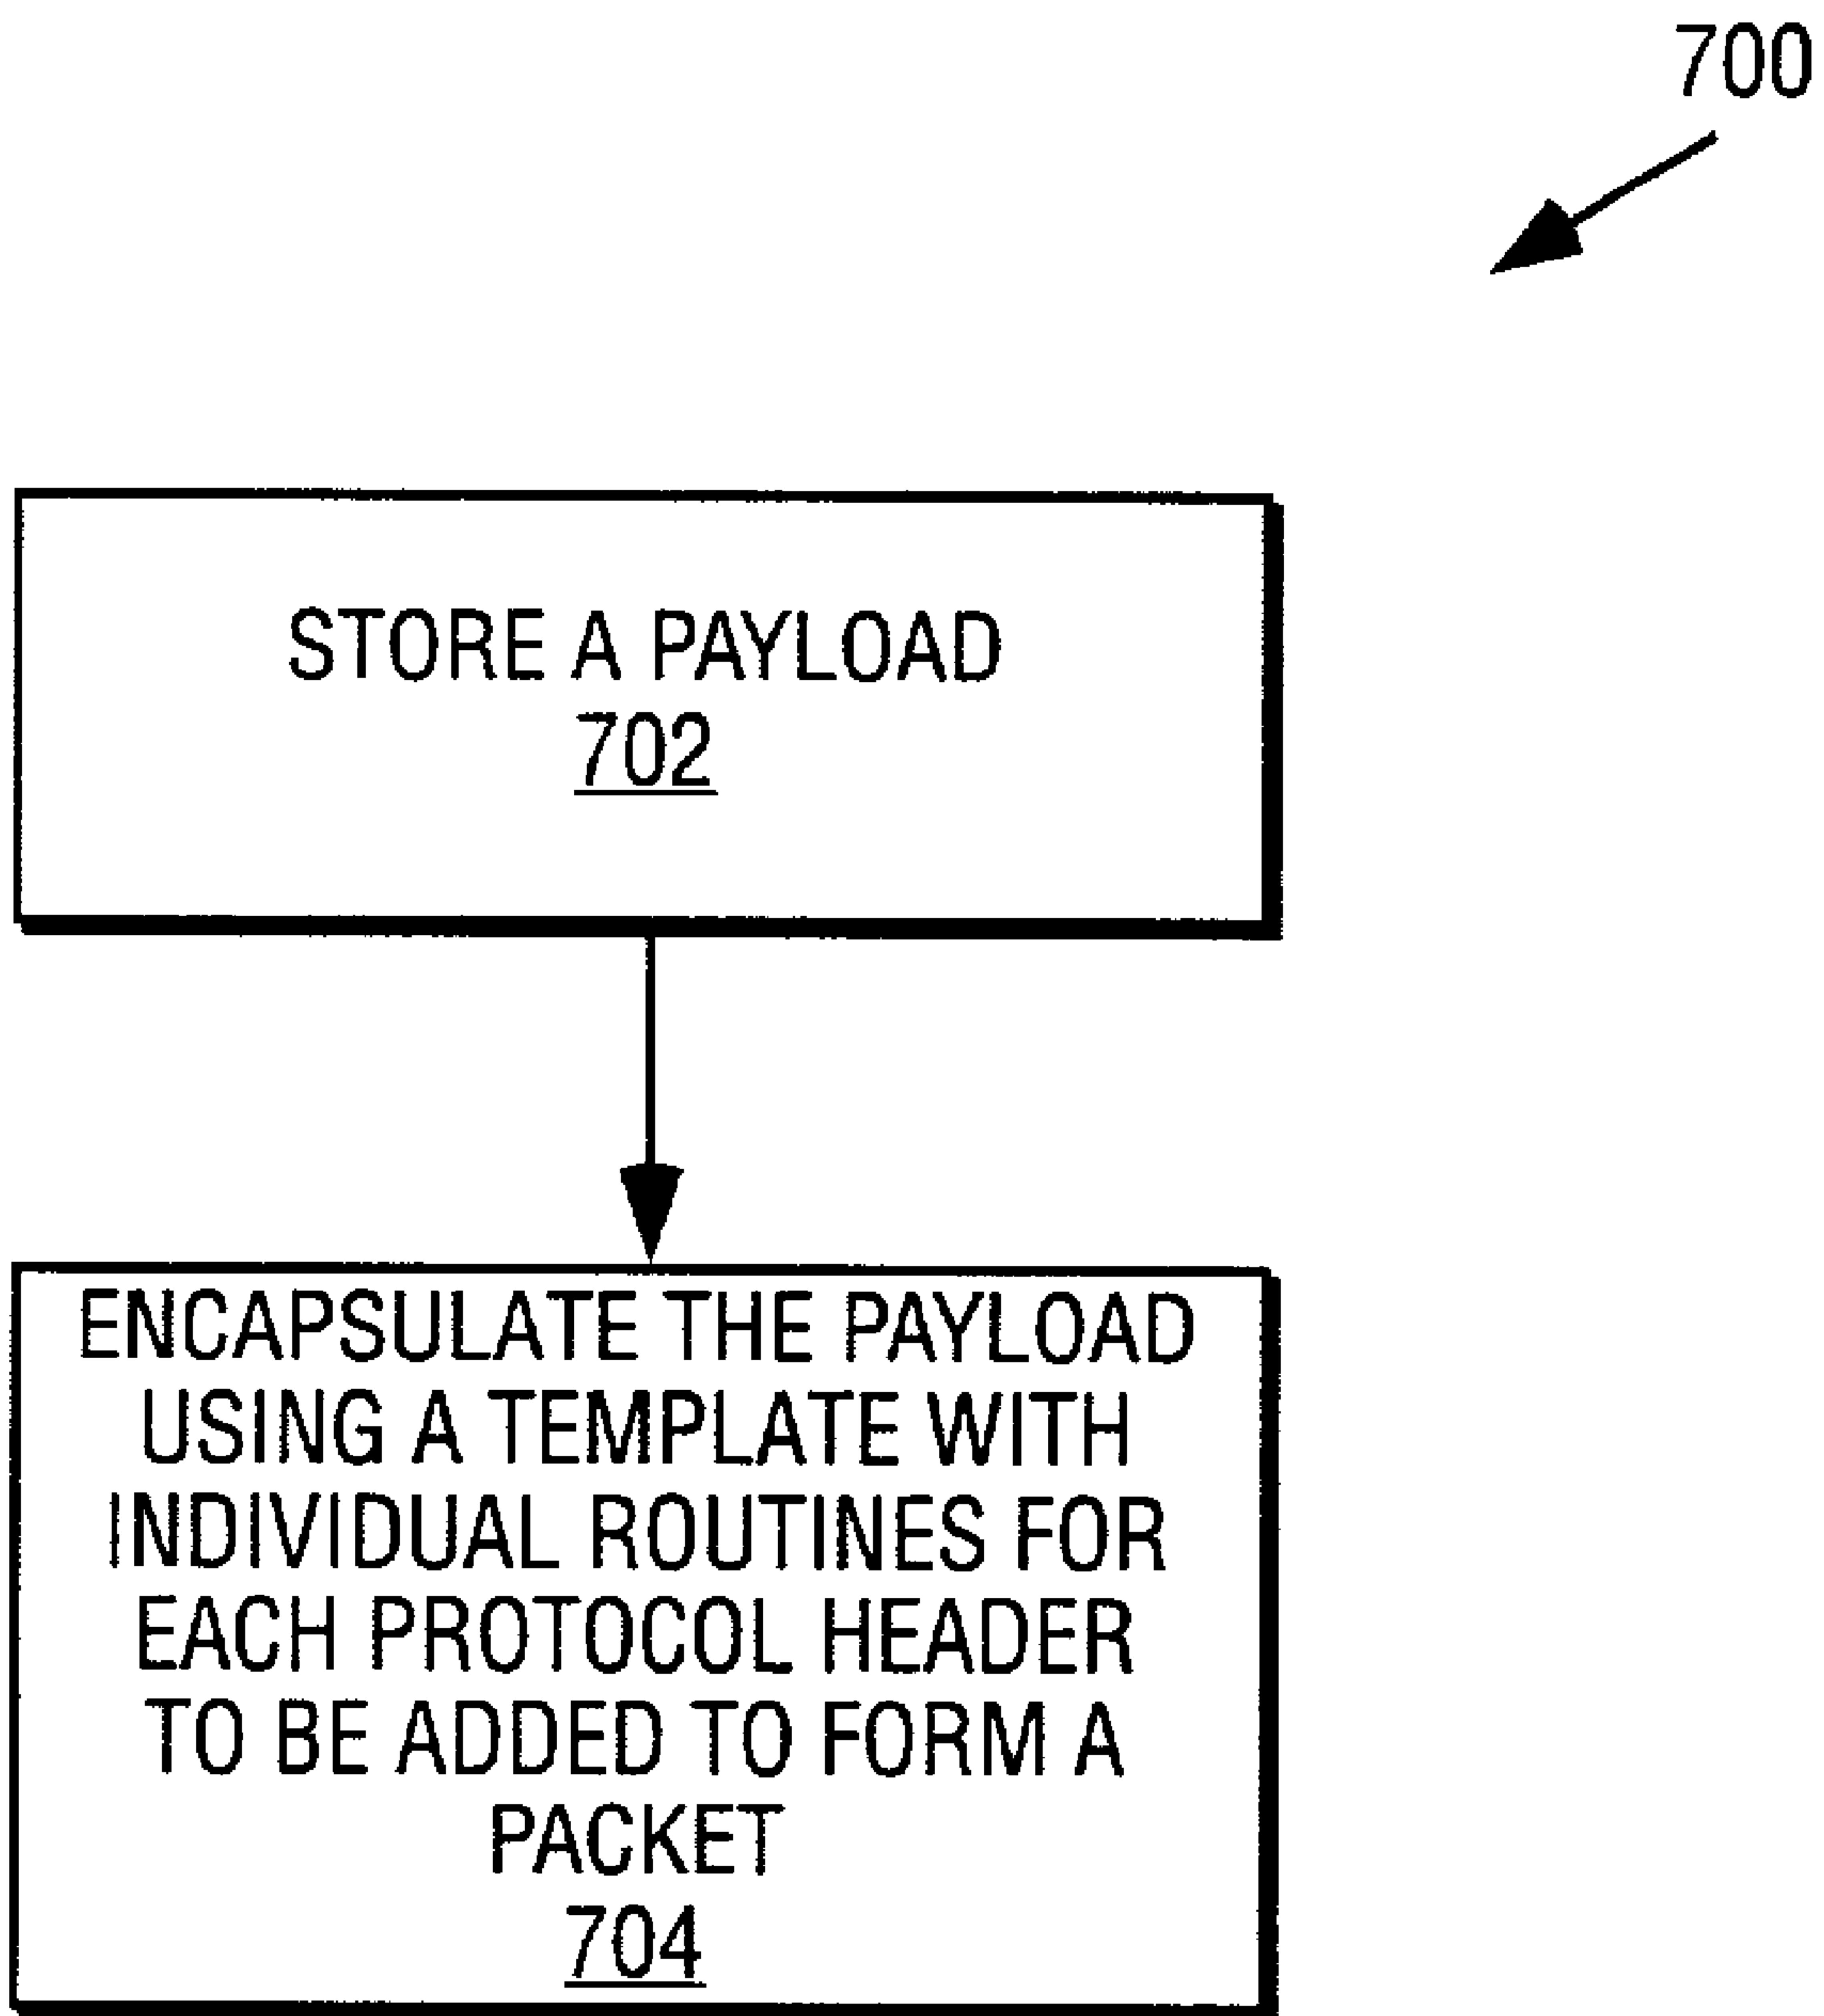 700
STORE A PAYLOAD
702
ENCAPSULATE THE PAYLOAD
USING A TEMPLATE WITH
INDIVIDUAL ROUTINES FOR
EACH PROTOCOL HEADER
TO BE ADDED TO FORM A
PACKET
704